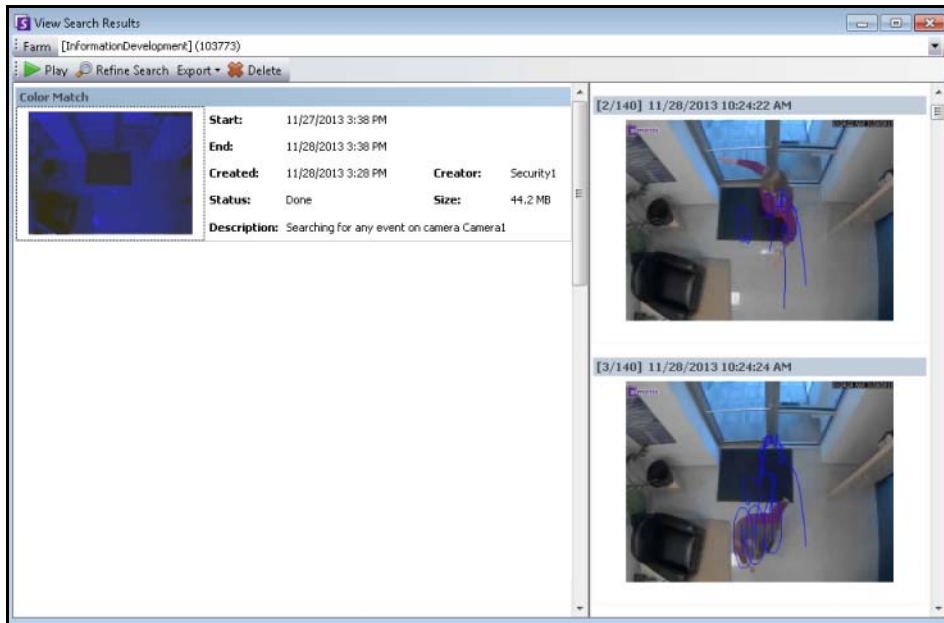 View Search Results
Farm [InformationDevelopment] (103773)
Play Refine Search Export Delete
Color Match
Start: 11/27/2013 3:38 PM
End: 11/28/2013 3:38 PM
Created: 11/28/2013 3:28 PM Creator: Security1
Status: Done Size: 44.2 MB
Description: Searching for any event on camera Camera1
[2/140] 11/28/2013 10:24:22 AM
[3/140] 11/28/2013 10:24:24 AM